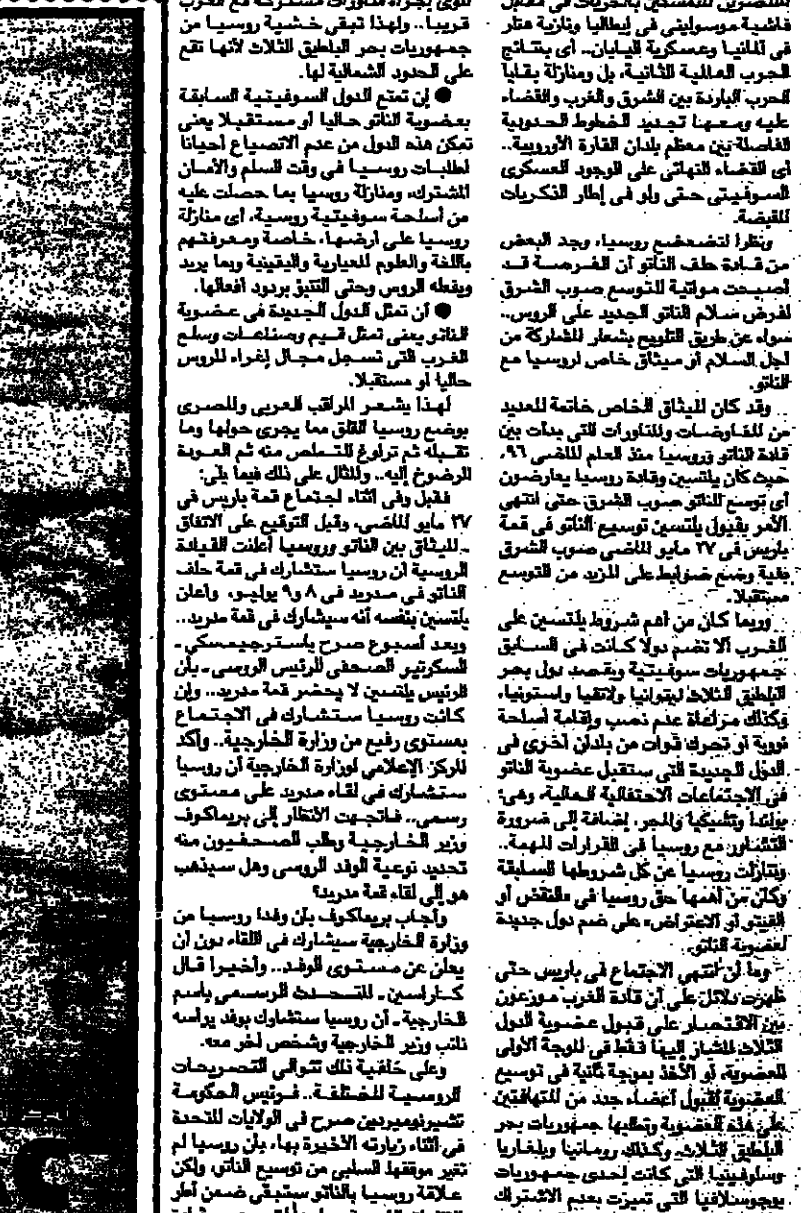 فاشية موسوليني في إيطاليا ونازية هتلر
في ألمانيا وعسكرية اليابان.. أي بنتائج
الحرب العالمية الثانية، بل ومنازلة بقايا
الحرب الباردة بين الشرق والغرب والقضاء
عليه ومعها تجديد الخطوط الحدودية
الفاصلة بين معظم بلدان القارة الأوروبية..
أي القضاء النهائي على الوجود العسكري
السوفيتي حتى ولو في إطار الذكريات
ونظرا لتضعضع روسيا، وجد البعض
من قادة حلف الناتو أن الفرصة قد
أصبحت مواتية للتوسع صوب الشرق
لفرض سلام الناتو الجديد على الروس..
سواء عن طريق التلويح بشعار المشاركة من
أجل السلام أو ميثاق خاص لروسيا مع
الناتو.
.. وقد كان الميثاق الخاص خاتمة للعديد
من المفاوضات والمناورات التي بدأت بين
قادة الناتو وروسيا منذ العام الماضي ٩٦،
حيث كان يلتسين وقادة روسيا يعارضون
أي توسع للناتو صوب الشرق حتى انتهى
الأمر بقبول يلتسين توسيع الناتو في قمة
باريس في ٢٧ مايو الماضي صوب الشرق
بغية وضع ضوابط على المزيد من التوسع
مستقبلا.
وربما كان من أهم شروط يلتسين على
الغرب ألا تضم دولا كانت في السابق
جمهوريات سوفيتية ويقصد دول بحر
البلطيق الثلاث ليتوانيا ولاتفيا واستونيا،
وكذلك مراعاة عدم نصب وإقامة أسلحة
نووية أو تحرك قوات من بلدان أخرى في
الدول الجديدة التي ستقبل عضوية الناتو
في الاجتماعات الاحتفالية الحالية، وهي:
بولندا وتشيكيا والمجر، إضافة إلى ضرورة
التشاور مع روسيا في القرارات المهمة..
وتنازلت روسيا عن كل شروطها السابقة
وكان من أهمها حق روسيا في «النقض أو
الفيتو أو الاعتراض» على ضم دول جديدة
لعضوية الناتو.
وما أن انتهى الاجتماع في باريس حتى
ظهرت دلائل على أن قادة الغرب موزعون
بين الاقتصار على قبول عضوية الدول
الثلاث المشار إليها فقط في الموجة الأولى
للعضوية، أو الأخذ بموجة ثانية في توسيع
العضوية لقبول أعضاء جدد من المتهافتين
على هذه العضوية وتطلبها جمهوريات بحر
البلطيق الثلاث، وكذلك رومانيا وبلغاريا
وسلوفينيا التي كانت إحدى جمهوريات
يوجوسلافيا التي تميزت بعدم الاشتراك
قريبا.. ولهذا تبقى خشية روسيا من
جمهوريات بحر البلطيق الثلاث لأنها تقع
على الحدود الشمالية لها.
● إن تمتع الدول السوفيتية السابقة
بعضوية الناتو حاليا أو مستقبلا يعني
تمكن هذه الدول من عدم الانصياع أحيانا
لطلبات روسيا في وقت السلم والأمان
المشترك، ومنازلة روسيا بما حصلت عليه
من أسلحة سوفيتية روسية، أي منازلة
روسيا على أرضها، خاصة ومعرفتهم
باللغة والعلوم المعيارية واليقينية وبما يريد
ويفعله الروس وحتى التنبؤ بردود أفعالها.
● أن تمثل الدول الجديدة في عضوية
الناتو يعني تمثل قيم وصناعات وسلع
الغرب التي تسجل مجال إغراء للروس
حاليا أو مستقبلا.
لهذا يشعر المراقب العربي والمصري
بوضع روسيا القلق مما يجري حولها وما
تقبله ثم تراوغ للتملص منه ثم العودة
للرضوخ إليه.. والمثال على ذلك فيما يلي:
فقبل وفي أثناء اجتماع قمة باريس في
٢٧ مايو الماضي، وقبل التوقيع على الاتفاق
- الميثاق بين الناتو وروسيا أعلنت القيادة
الروسية أن روسيا ستشارك في قمة حلف
الناتو في مدريد في ٨ و٩ يوليو، وأعلن
يلتسين بنفسه أنه سيشارك في قمة مدريد..
وبعد أسبوع صرح ياسترجيمسكي -
السكرتير الصحفي للرئيس الروسي - بأن
الرئيس يلتسين لا يحضر قمة مدريد.. وإن
كانت روسيا ستشارك في الاجتماع
بمستوى رفيع من وزارة الخارجية.. وأكد
المركز الإعلامي لوزارة الخارجية أن روسيا
ستشارك في لقاء مدريد على مستوى
رسمي.. فاتجهت الأنظار إلى بريماكوف
وزير الخارجية وطلب الصحفيون منه
تحديد نوعية الوفد الروسي وهل سيذهب
هو إلى لقاء قمة مدريد؟
وأجاب بريماكوف بأن وفدا روسيا من
وزارة الخارجية سيشارك في اللقاء دون أن
يعلن عن مستوى الوفد.. وأخيرا قال
كاراسين - المتحدث الرسمي باسم
الخارجية - أن روسيا ستشارك بوفد يرأسه
نائب وزير الخارجية وشخص آخر معه.
وعلى خلفية ذلك تتوالى التصريحات
الروسية المختلفة.. فرئيس الحكومة
تشيرنوميردين صرح في الولايات المتحدة
في أثناء زيارته الأخيرة بها، بأن روسيا لم
تغير موقفها السلبي من توسيع الناتو، ولكن
علاقة روسيا بالناتو ستبقى ضمن أطر